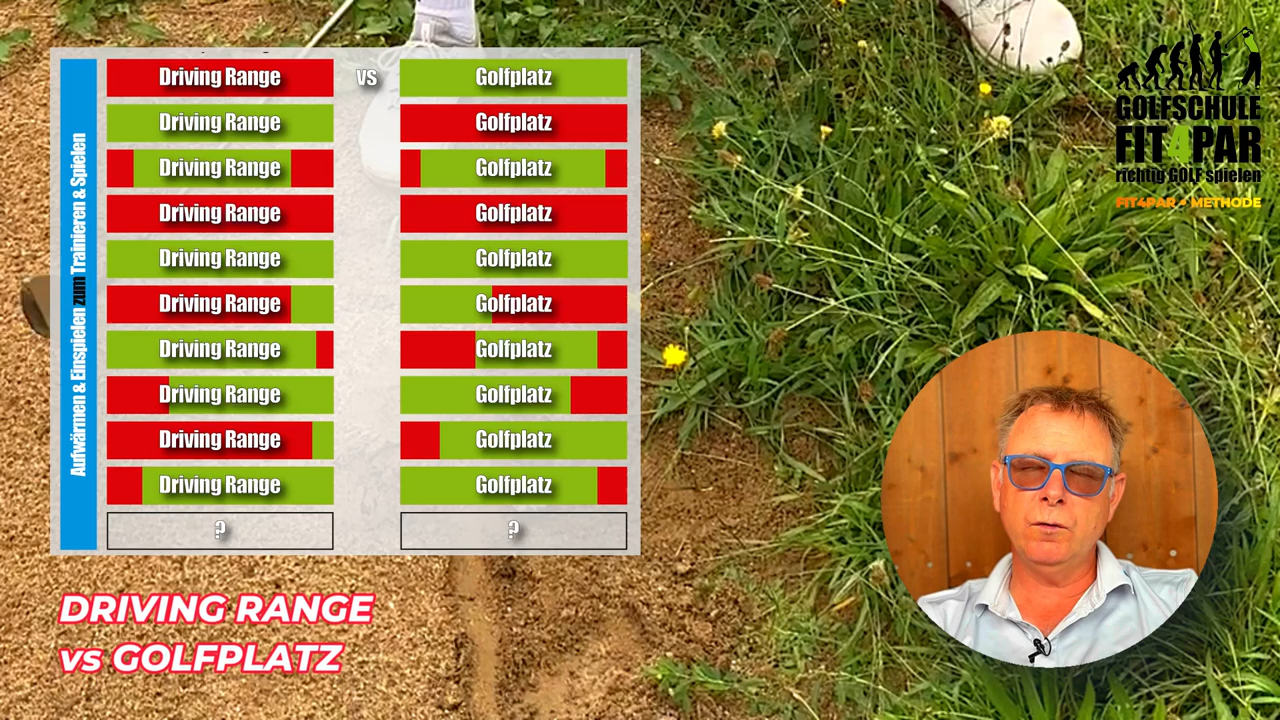 Aufwärmen & Einspielen zum Trainieren & Spielen
Driving Range vs Golfplatz
Driving Range Golfplatz
Driving Range Golfplatz
Driving Range Golfplatz
Driving Range Golfplatz
Driving Range Golfplatz
Driving Range Golfplatz
Driving Range Golfplatz
Driving Range Golfplatz
Driving Range Golfplatz
? ?
DRIVING RANGE
vs GOLFPLATZ
GOLFSCHULE
FIT4PAR
richtig GOLF spielen
FIT4PAR • METHODE